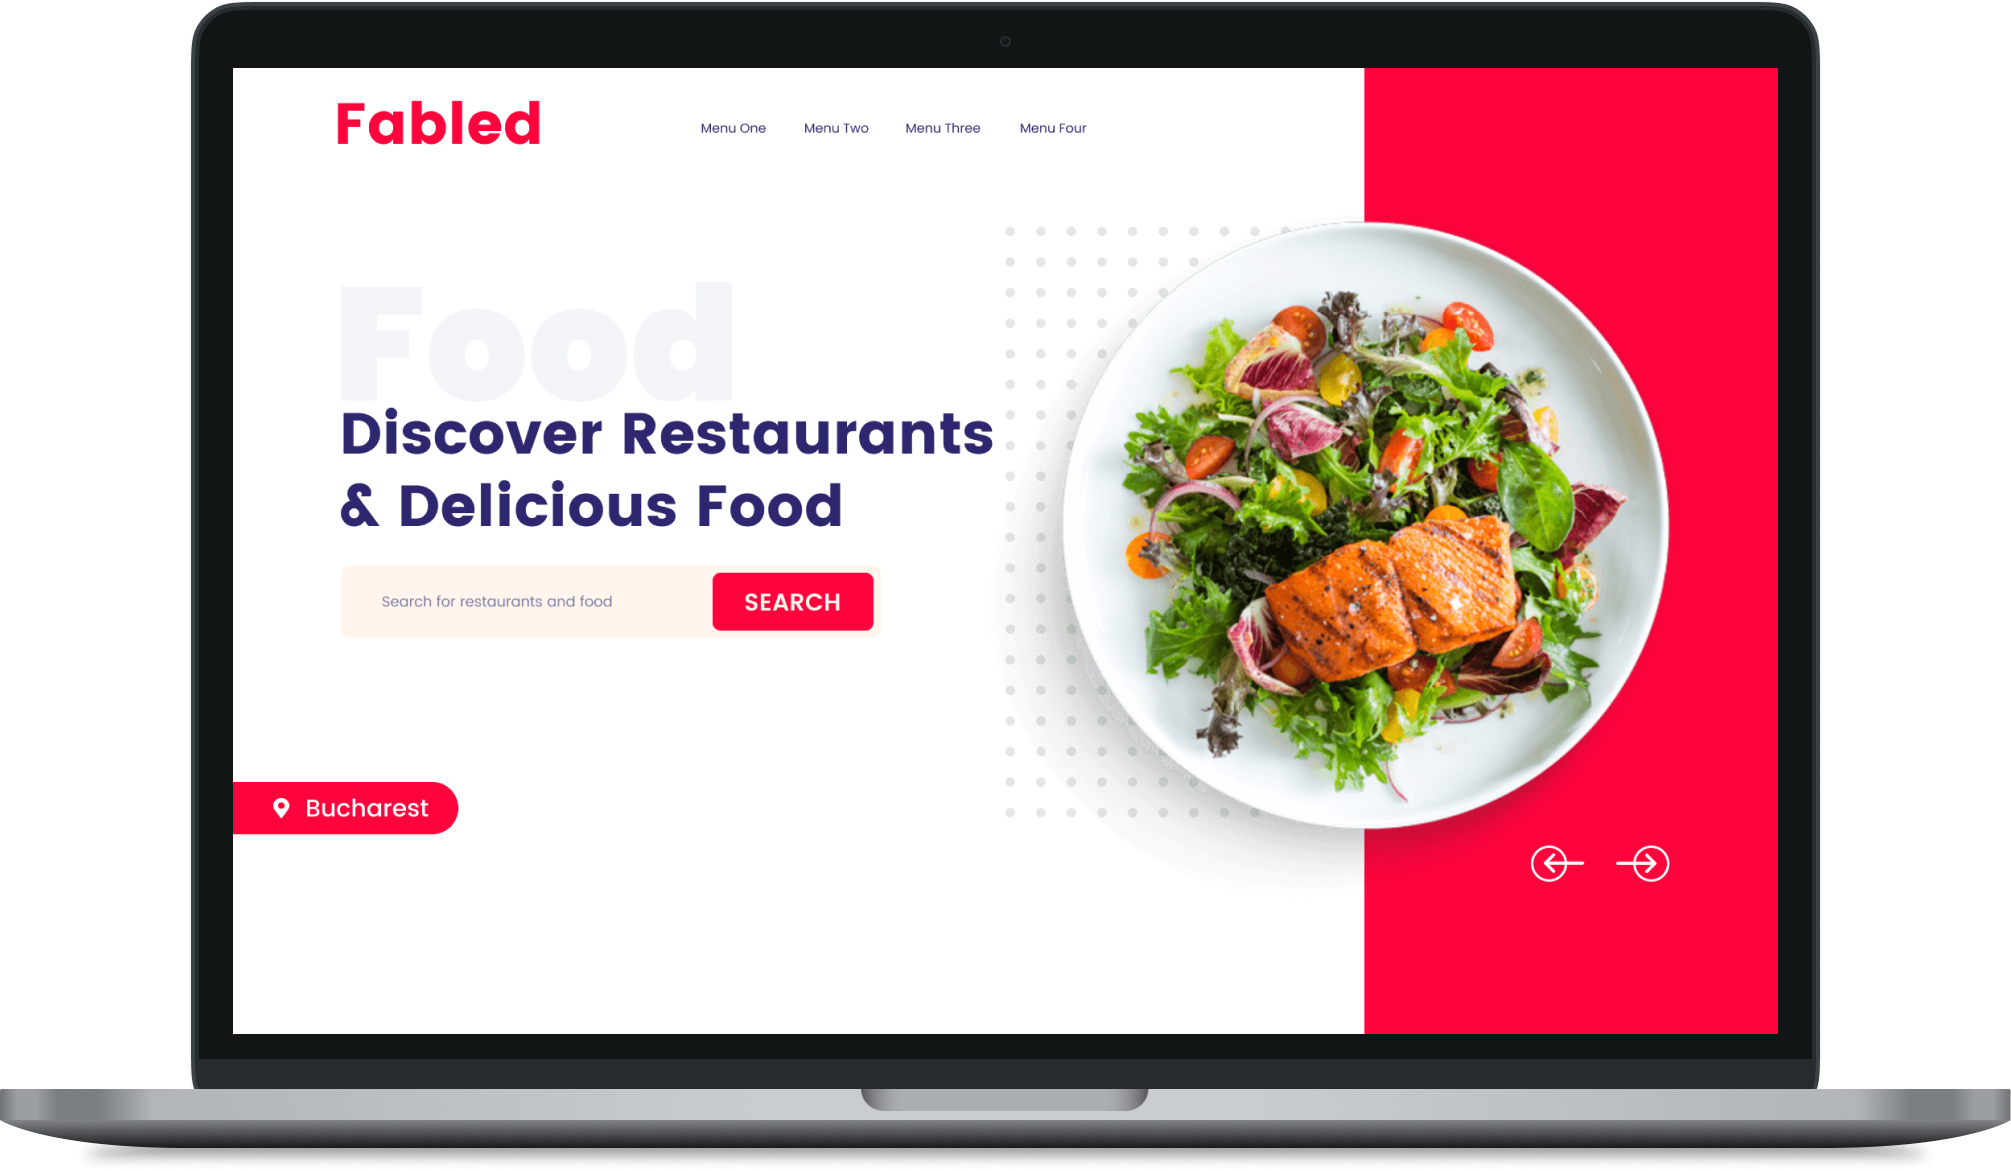 Fabled
Menu One Menu Two Menu Three Menu Four
Food
Discover Restaurants
& Delicious Food
Search for restaurants and food SEARCH
Bucharest